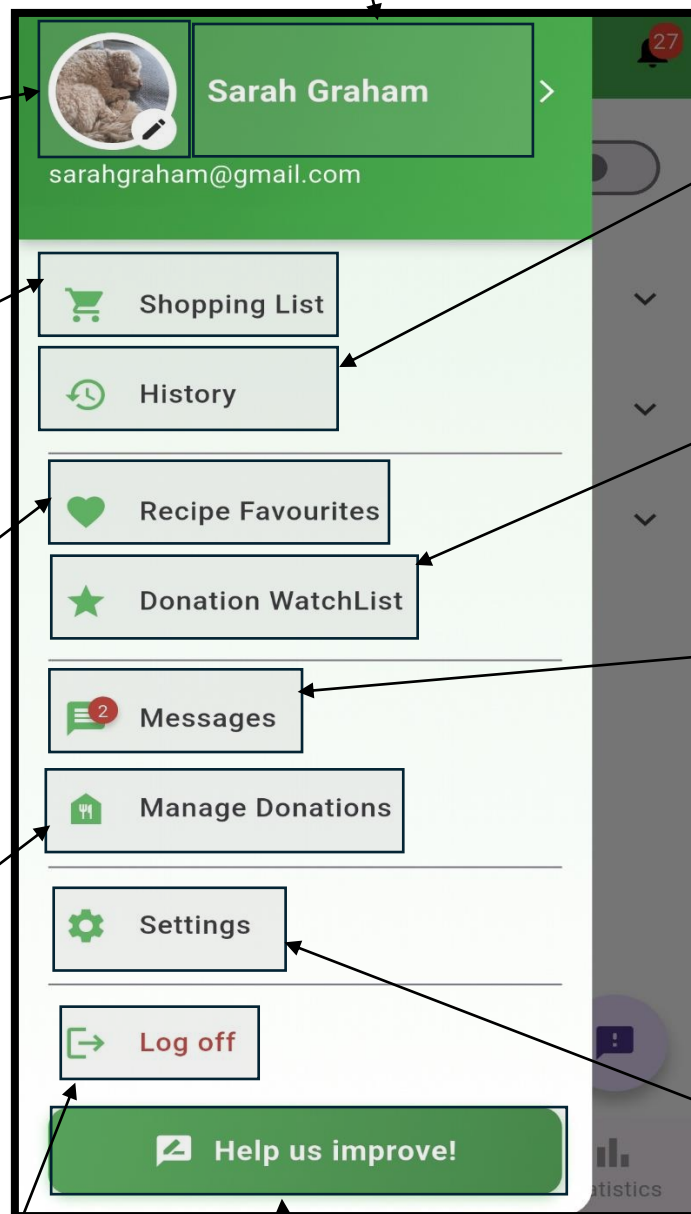 27
Sarah Graham
sarahgraham@gmail.com
Shopping List
History
Recipe Favourites
Donation WatchList
2
Messages
Manage Donations
Settings
Log off
Help us improve!
atistics